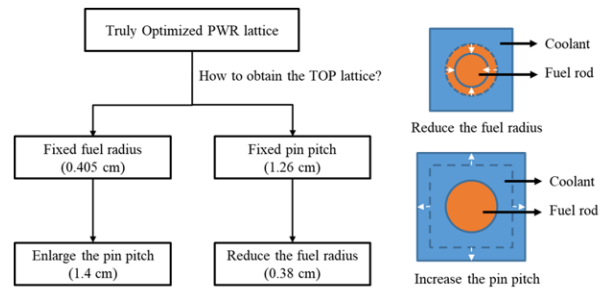 Truly Optimized PWR lattice
How to obtain the TOP lattice?
Fixed fuel radius
(0.405 cm)
Fixed pin pitch
(1.26 cm)
Enlarge the pin pitch
(1.4 cm)
Reduce the fuel radius
(0.38 cm)
Coolant
Fuel rod
Reduce the fuel radius
Coolant
Fuel rod
Increase the pin pitch